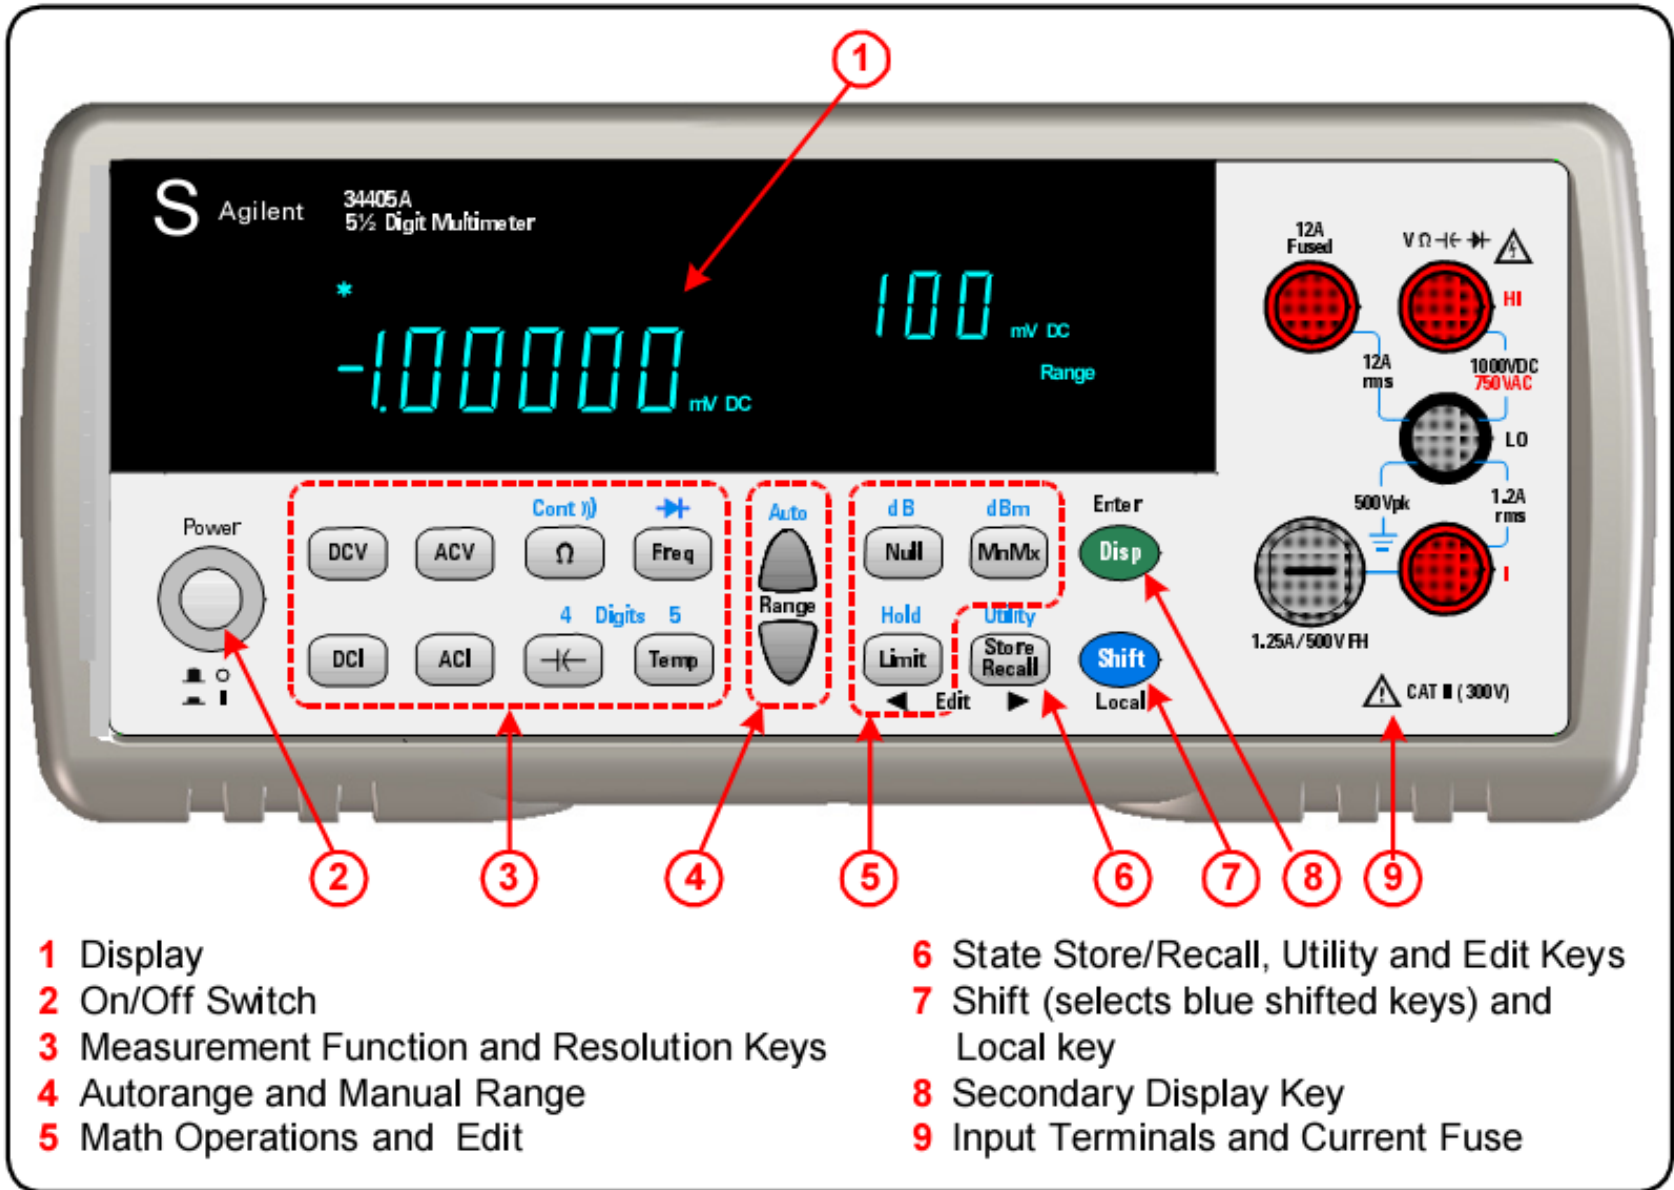 1
S Agilent
34405A
5½ Digit Multimeter
*
-1.00000 mV DC
100 mV DC
Range
12A
Fused
V Ω
HI
12A
rms
1000VDC
750VAC
LO
500Vpk
1.2A
rms
I
1.25A/500V FH
CAT II (300V)
Power
Cont
DCV
ACV
Ω
Freq
4 Digits 5
DCI
ACI
Temp
Auto
Range
dB
dBm
Null
MnMx
Hold
Utility
Limit
Store
Recall
Edit
Enter
Disp
Shift
Local
2
3
4
5
6
7
8
9
1 Display
2 On/Off Switch
3 Measurement Function and Resolution Keys
4 Autorange and Manual Range
5 Math Operations and Edit
6 State Store/Recall, Utility and Edit Keys
7 Shift (selects blue shifted keys) and
Local key
8 Secondary Display Key
9 Input Terminals and Current Fuse